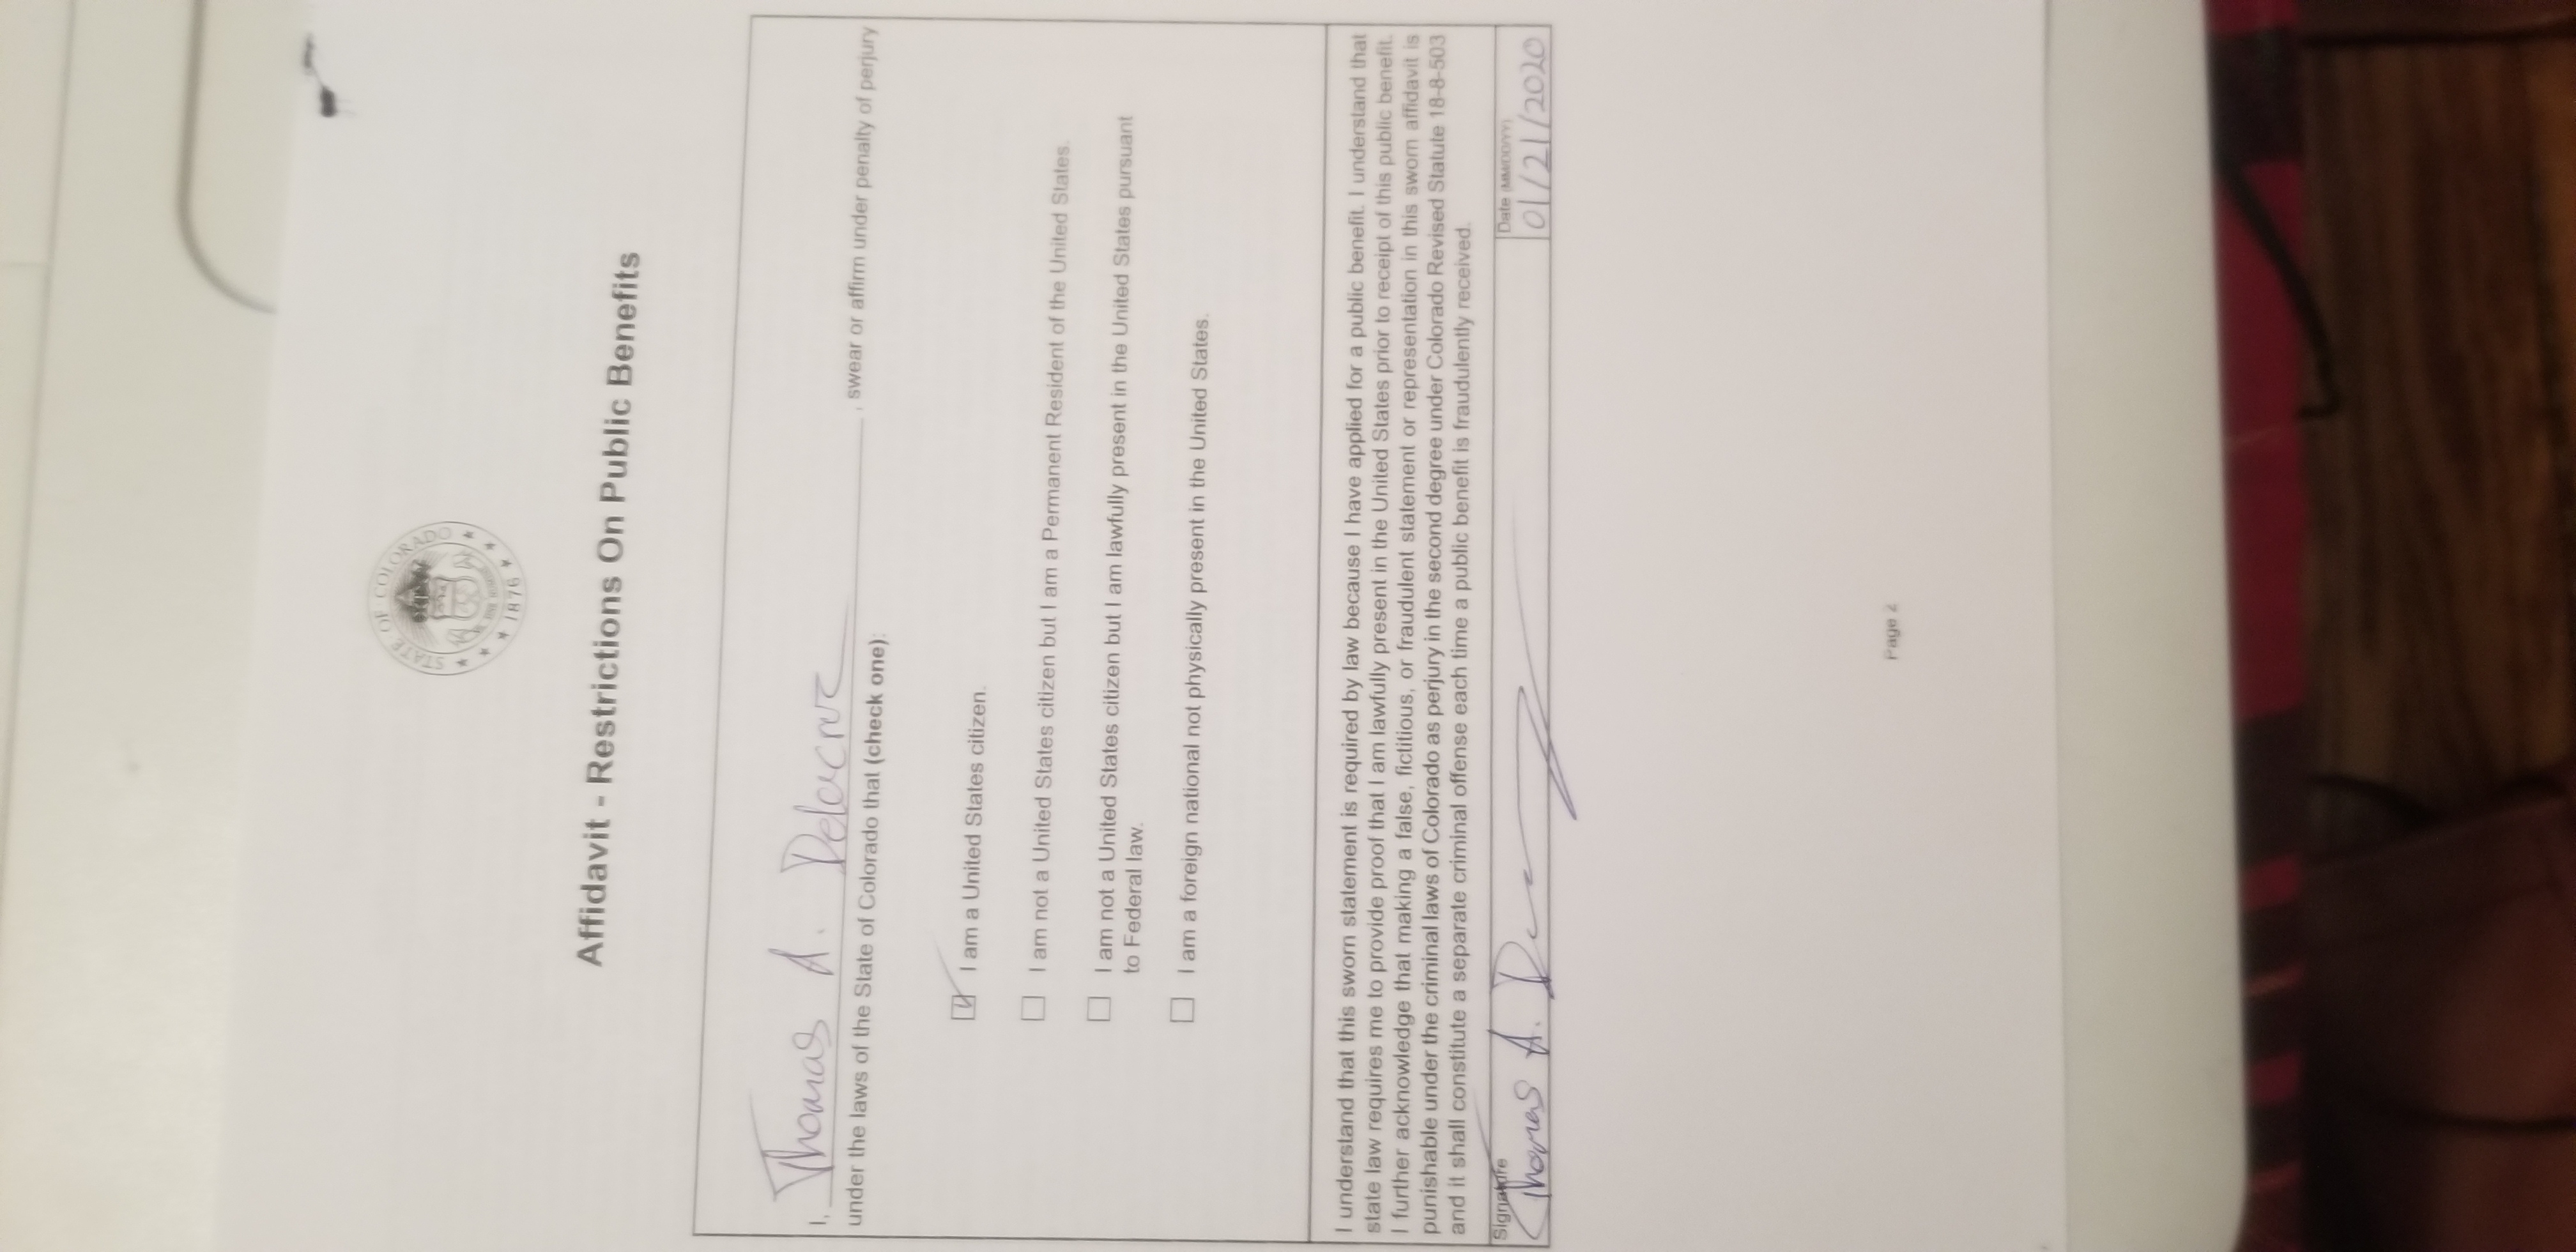 STATE OF COLORADO
1876
Affidavit - Restrictions On Public Benefits
I, Thomas A. Delacruz, swear or affirm under penalty of perjury
under the laws of the State of Colorado that (check one):
I am a United States citizen.
I am not a United States citizen but I am a Permanent Resident of the United States.
I am not a United States citizen but I am lawfully present in the United States pursuant
to Federal law.
I am a foreign national not physically present in the United States.
I understand that this sworn statement is required by law because I have applied for a public benefit. I understand that
state law requires me to provide proof that I am lawfully present in the United States prior to receipt of this public benefit.
I further acknowledge that making a false, fictitious, or fraudulent statement or representation in this sworn affidavit is
punishable under the criminal laws of Colorado as perjury in the second degree under Colorado Revised Statute 18-8-503
and it shall constitute a separate criminal offense each time a public benefit is fraudulently received.
Signature
Date (MM/DD/YY)
Thomas A. D
01/21/2020
Page 2